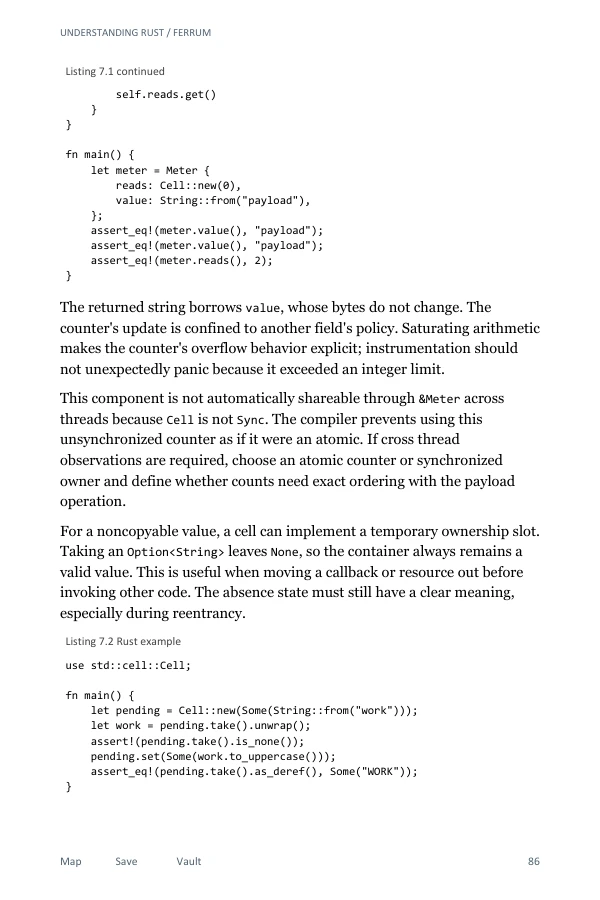 UNDERSTANDING RUST / FERRUM
Listing 7.1 continued
        self.reads.get()
    }
}

fn main() {
    let meter = Meter {
        reads: Cell::new(0),
        value: String::from("payload"),
    };
    assert_eq!(meter.value(), "payload");
    assert_eq!(meter.value(), "payload");
    assert_eq!(meter.reads(), 2);
}
The returned string borrows value, whose bytes do not change. The
counter's update is confined to another field's policy. Saturating arithmetic
makes the counter's overflow behavior explicit; instrumentation should
not unexpectedly panic because it exceeded an integer limit.
This component is not automatically shareable through &Meter across
threads because Cell is not Sync. The compiler prevents using this
unsynchronized counter as if it were an atomic. If cross thread
observations are required, choose an atomic counter or synchronized
owner and define whether counts need exact ordering with the payload
operation.
For a noncopyable value, a cell can implement a temporary ownership slot.
Taking an Option<String> leaves None, so the container always remains a
valid value. This is useful when moving a callback or resource out before
invoking other code. The absence state must still have a clear meaning,
especially during reentrancy.
Listing 7.2 Rust example
use std::cell::Cell;

fn main() {
    let pending = Cell::new(Some(String::from("work")));
    let work = pending.take().unwrap();
    assert!(pending.take().is_none());
    pending.set(Some(work.to_uppercase()));
    assert_eq!(pending.take().as_deref(), Some("WORK"));
}
Map Save Vault 86